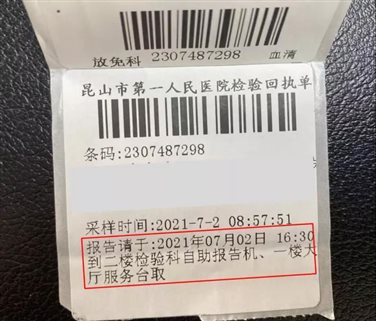 放免科 2307487298 血清
昆山市第一人民医院检验回执单
条码:2307487298
采样时间:2021-7-2 08:57:51
报告请于:2021年07月02日 16:30
到二楼检验科自助报告机、一楼大
厅服务台取